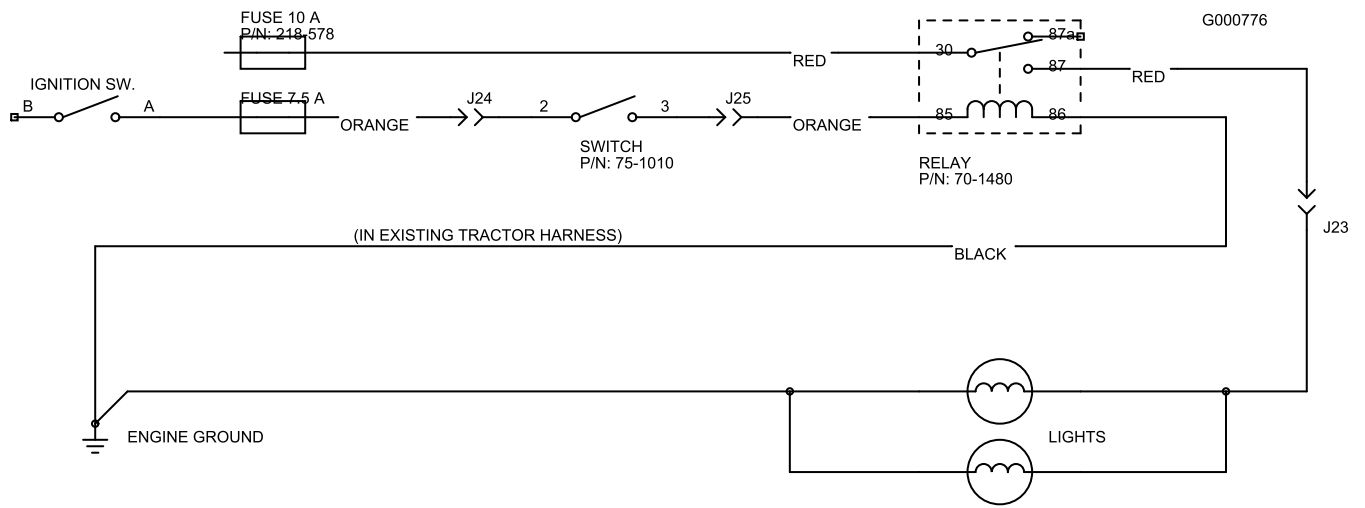 FUSE 10 A
P/N: 218-578
G000776
87a
30
RED
87
RED
IGNITION SW.
B
A
FUSE 7.5 A
ORANGE
J24
2
3
J25
ORANGE
85
86
SWITCH
P/N: 75-1010
RELAY
P/N: 70-1480
J23
(IN EXISTING TRACTOR HARNESS)
BLACK
ENGINE GROUND
LIGHTS